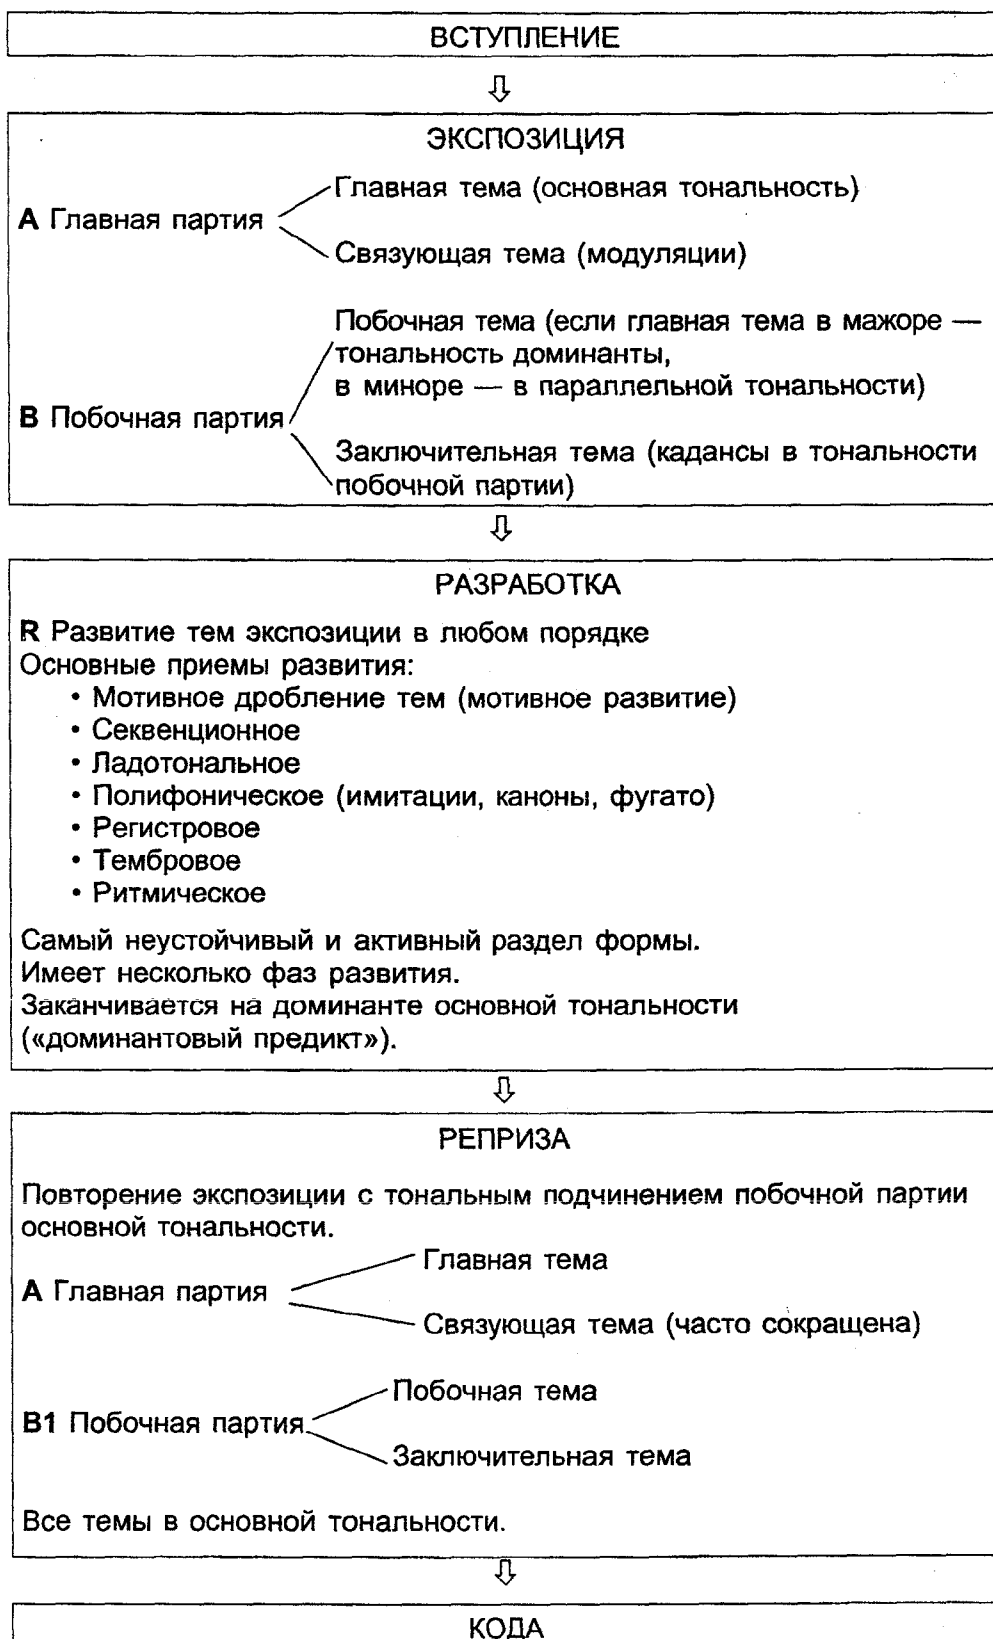 ВСТУПЛЕНИЕ
ЭКСПОЗИЦИЯ
Главная тема (основная тональность)
А Главная партия
Связующая тема (модуляции)
Побочная тема (если главная тема в мажоре —
тональность доминанты,
в миноре — в параллельной тональности)
В Побочная партия
Заключительная тема (кадансы в тональности
побочной партии)
РАЗРАБОТКА
R Развитие тем экспозиции в любом порядке
Основные приемы развития:
• Мотивное дробление тем (мотивное развитие)
• Секвенционное
• Ладотональное
• Полифоническое (имитации, каноны, фугато)
• Регистровое
• Тембровое
• Ритмическое
Самый неустойчивый и активный раздел формы.
Имеет несколько фаз развития.
Заканчивается на доминанте основной тональности
(«доминантовый предикт»).
РЕПРИЗА
Повторение экспозиции с тональным подчинением побочной партии
основной тональности.
Главная тема
А Главная партия
Связующая тема (часто сокращена)
Побочная тема
В1 Побочная партия
Заключительная тема
Все темы в основной тональности.
КОДА